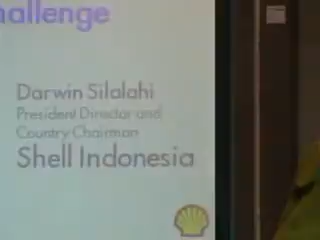 hallenge
Darwin Silalahi
President Director and
Country Chairman
Shell Indonesia